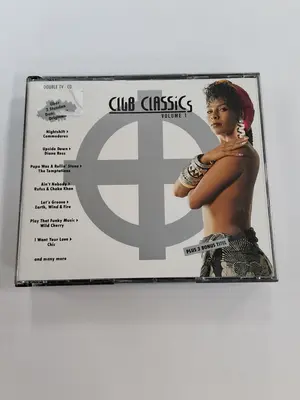 DOUBLE TV - CD
CLUB CLASSICS
VOLUME 1
Nightshift •
Commodores
Upside Down •
Diana Ross
Papa Was A Rollin' Stone •
The Temptations
Ain't Nobody •
Rufus & Chaka Khan
Let's Groove •
Earth, Wind & Fire
Play That Funky Music •
Wild Cherry
I Want Your Love •
Chic
and many more
PLUS 3 BONUS TITEL